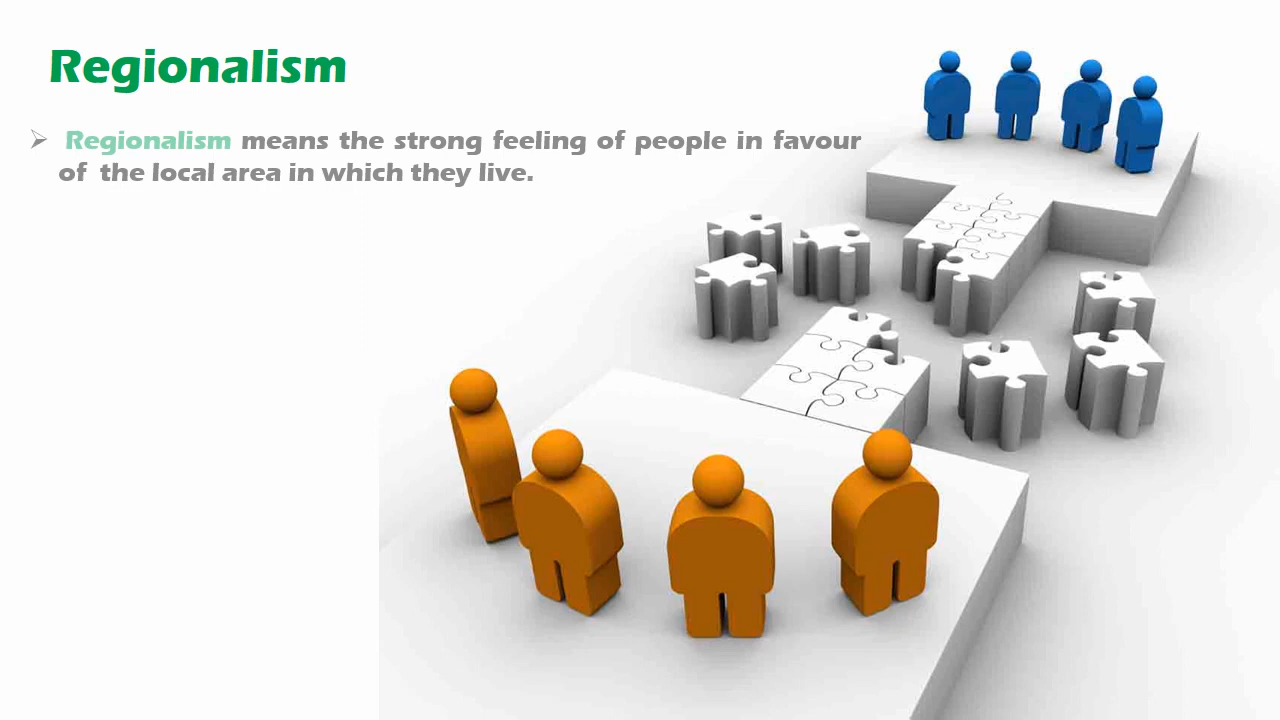 Regionalism
➢ Regionalism means the strong feeling of people in favour
of the local area in which they live.